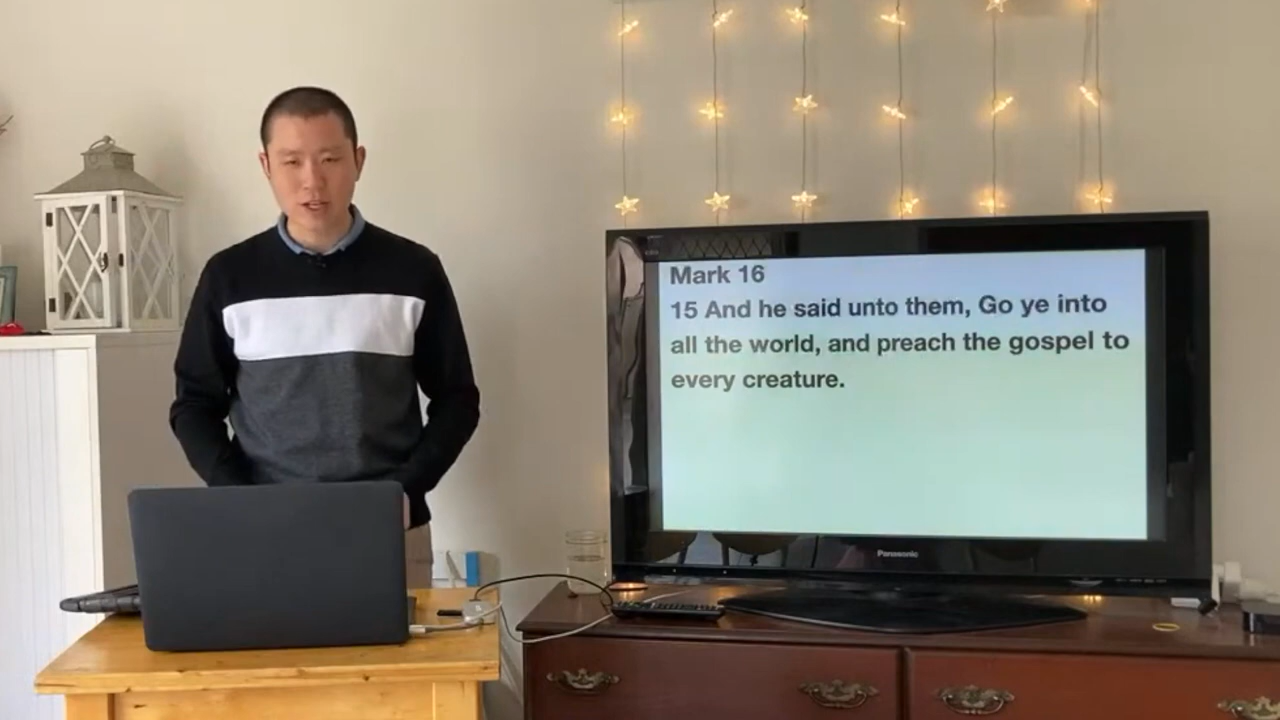 Mark 16
15 And he said unto them, Go ye into
all the world, and preach the gospel to
every creature.
Panasonic